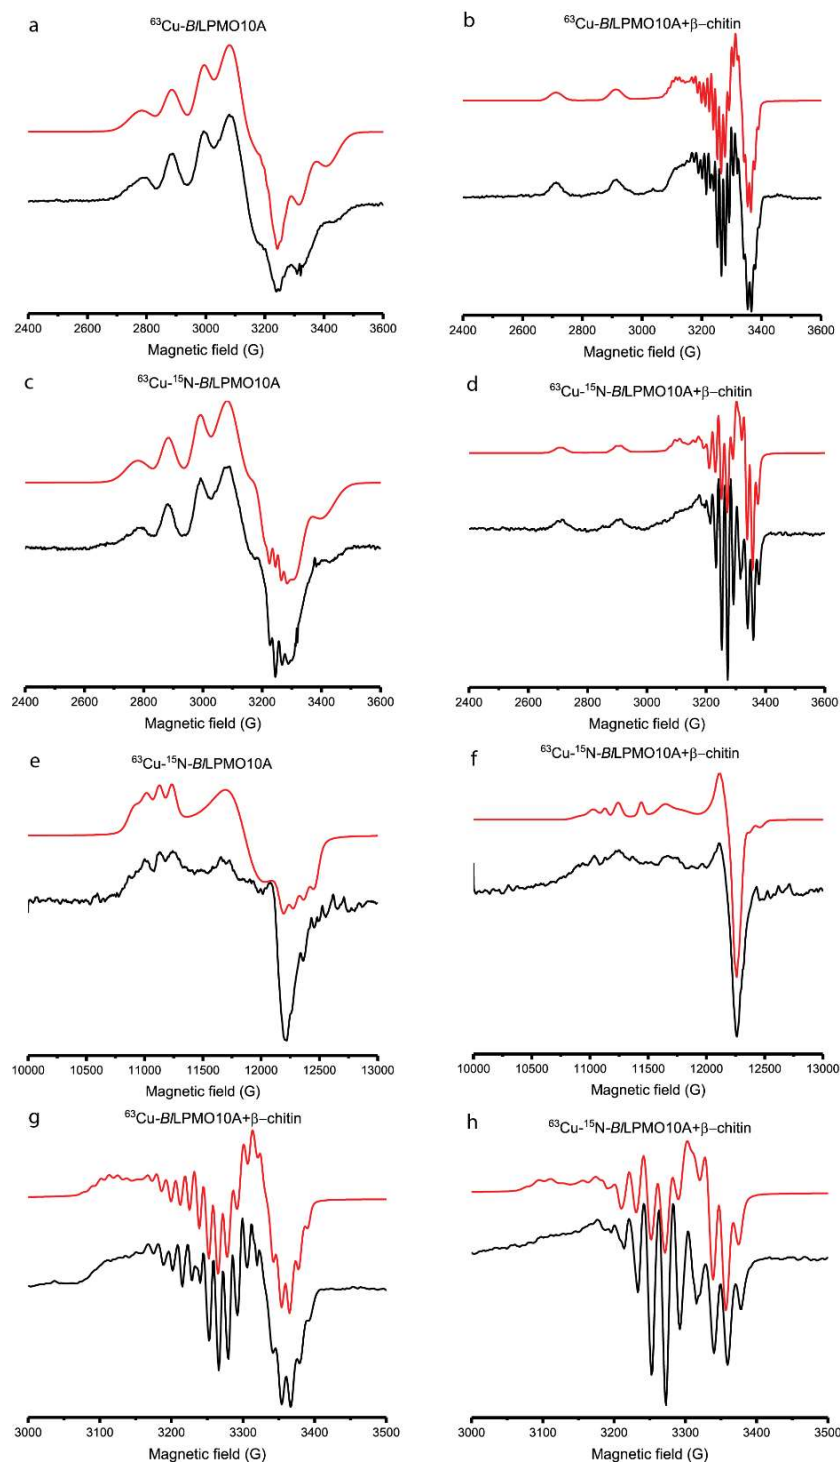 a
⁶³Cu-BlLPMO10A
2400 2600 2800 3000 3200 3400 3600
Magnetic field (G)
b
⁶³Cu-BlLPMO10A+β−chitin
2400 2600 2800 3000 3200 3400 3600
Magnetic field (G)
c
⁶³Cu-¹⁵N-BlLPMO10A
2400 2600 2800 3000 3200 3400 3600
Magnetic field (G)
d
⁶³Cu-¹⁵N-BlLPMO10A+β−chitin
2400 2600 2800 3000 3200 3400 3600
Magnetic field (G)
e
⁶³Cu-¹⁵N-BlLPMO10A
10000 10500 11000 11500 12000 12500 13000
Magnetic field (G)
f
⁶³Cu-¹⁵N-BlLPMO10A+β−chitin
10000 10500 11000 11500 12000 12500 13000
Magnetic field (G)
g
⁶³Cu-BlLPMO10A+β−chitin
3000 3100 3200 3300 3400 3500
Magnetic field (G)
h
⁶³Cu-¹⁵N-BlLPMO10A+β−chitin
3000 3100 3200 3300 3400 3500
Magnetic field (G)